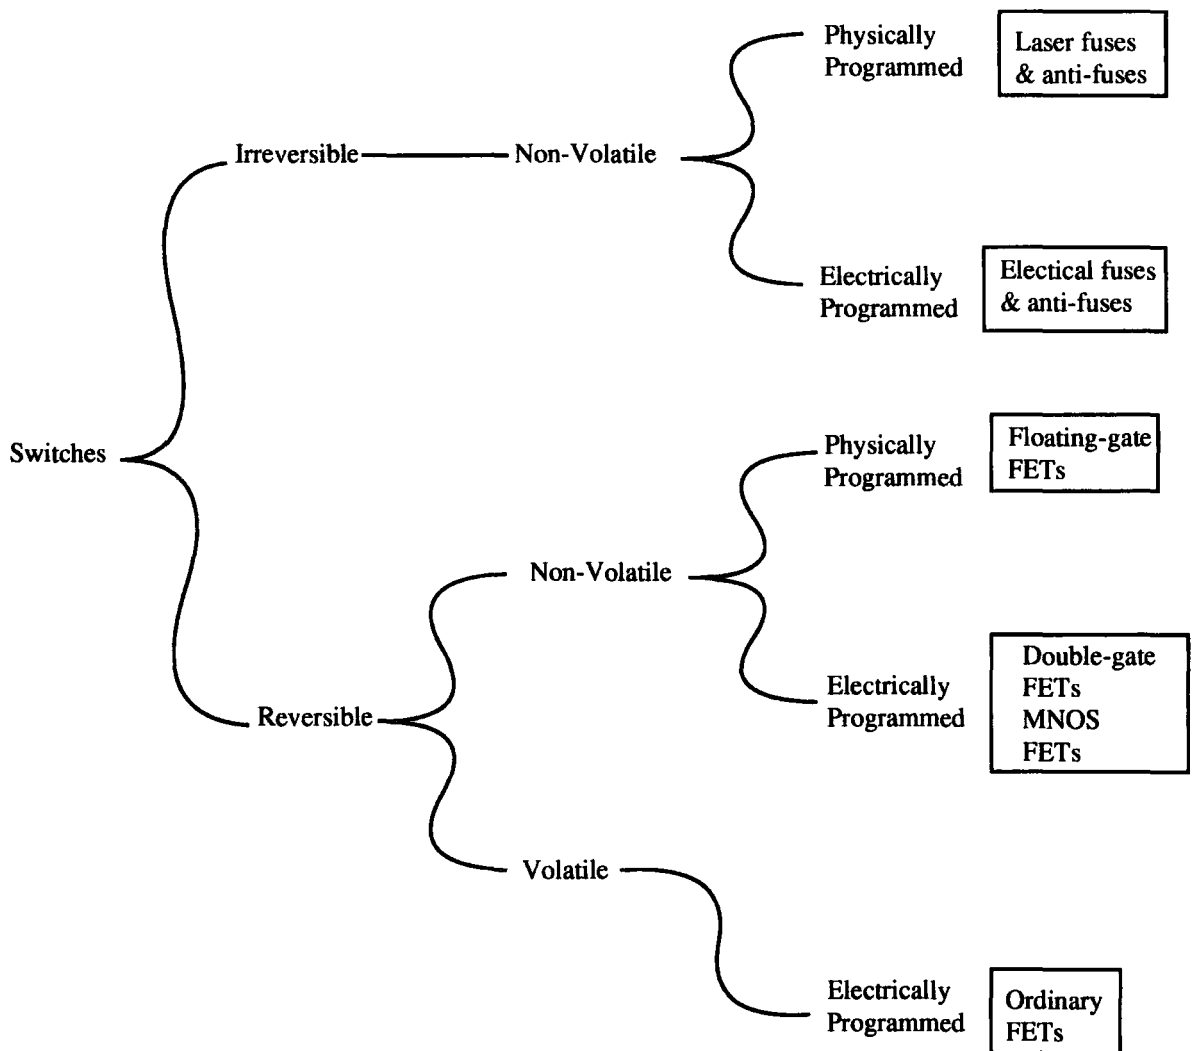 Physically
Programmed
Laser fuses
& anti-fuses
Irreversible
Non-Volatile
Electrically
Programmed
Electical fuses
& anti-fuses
Switches
Physically
Programmed
Floating-gate
FETs
Non-Volatile
Electrically
Programmed
Double-gate
FETs
MNOS
FETs
Reversible
Volatile
Electrically
Programmed
Ordinary
FETs